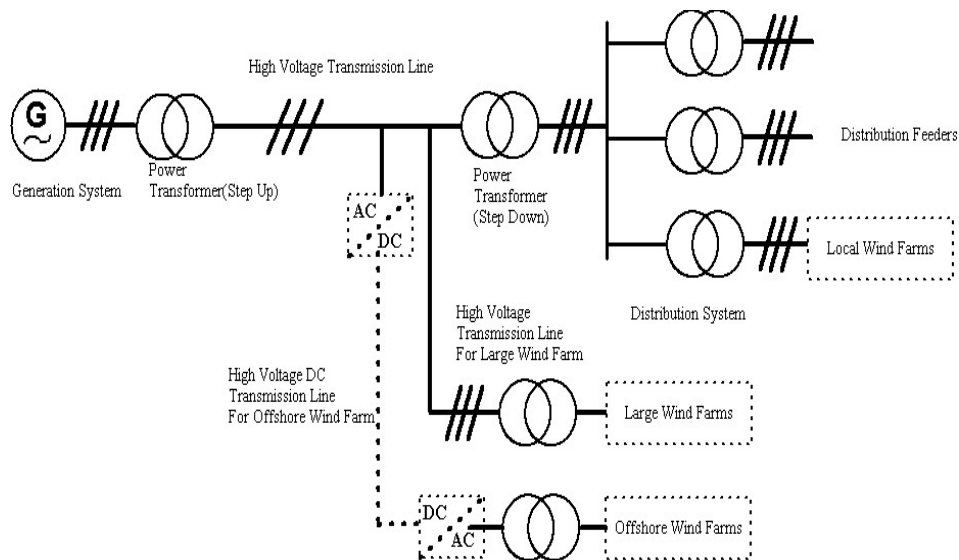 High Voltage Transmission Line
G
Distribution Feeders
Generation System
Power
Transformer(Step Up)
Power
Transformer
(Step Down)
AC
DC
Local Wind Farms
High Voltage
Transmission Line
For Large Wind Farm
Distribution System
High Voltage DC
Transmission Line
For Offshore Wind Farm
Large Wind Farms
DC
AC
Offshore Wind Farms